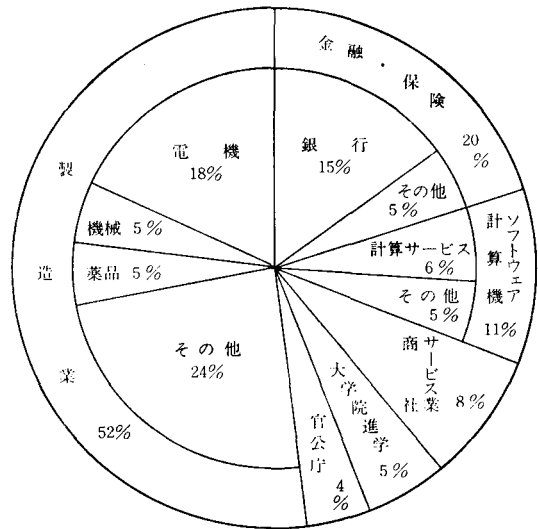 金融・保険
20
%
銀行
15%
その他
5%
計算機
ソフトウェア
11%
計算サービス
6%
その他
5%
商社
サービス業
8%
大学院進学
5%
官公庁
4
%
製造業
52%
電機
18%
機械 5%
薬品 5%
その他
24%